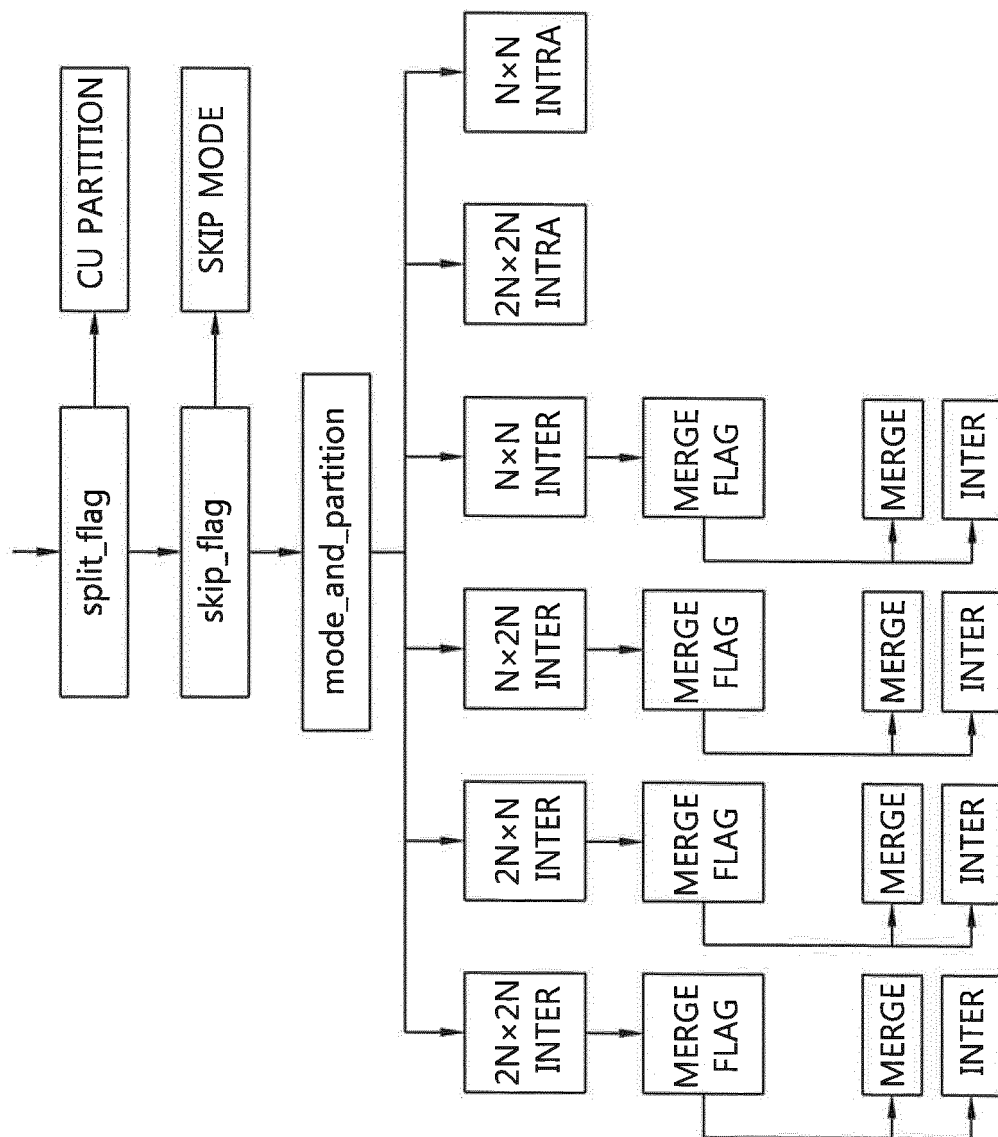 split_flag
CU PARTITION
skip_flag
SKIP MODE
mode_and_partition
2N×2N
INTER
2N×N
INTER
N×2N
INTER
N×N
INTER
2N×2N
INTRA
N×N
INTRA
MERGE
FLAG
MERGE
FLAG
MERGE
FLAG
MERGE
FLAG
MERGE
MERGE
MERGE
MERGE
INTER
INTER
INTER
INTER